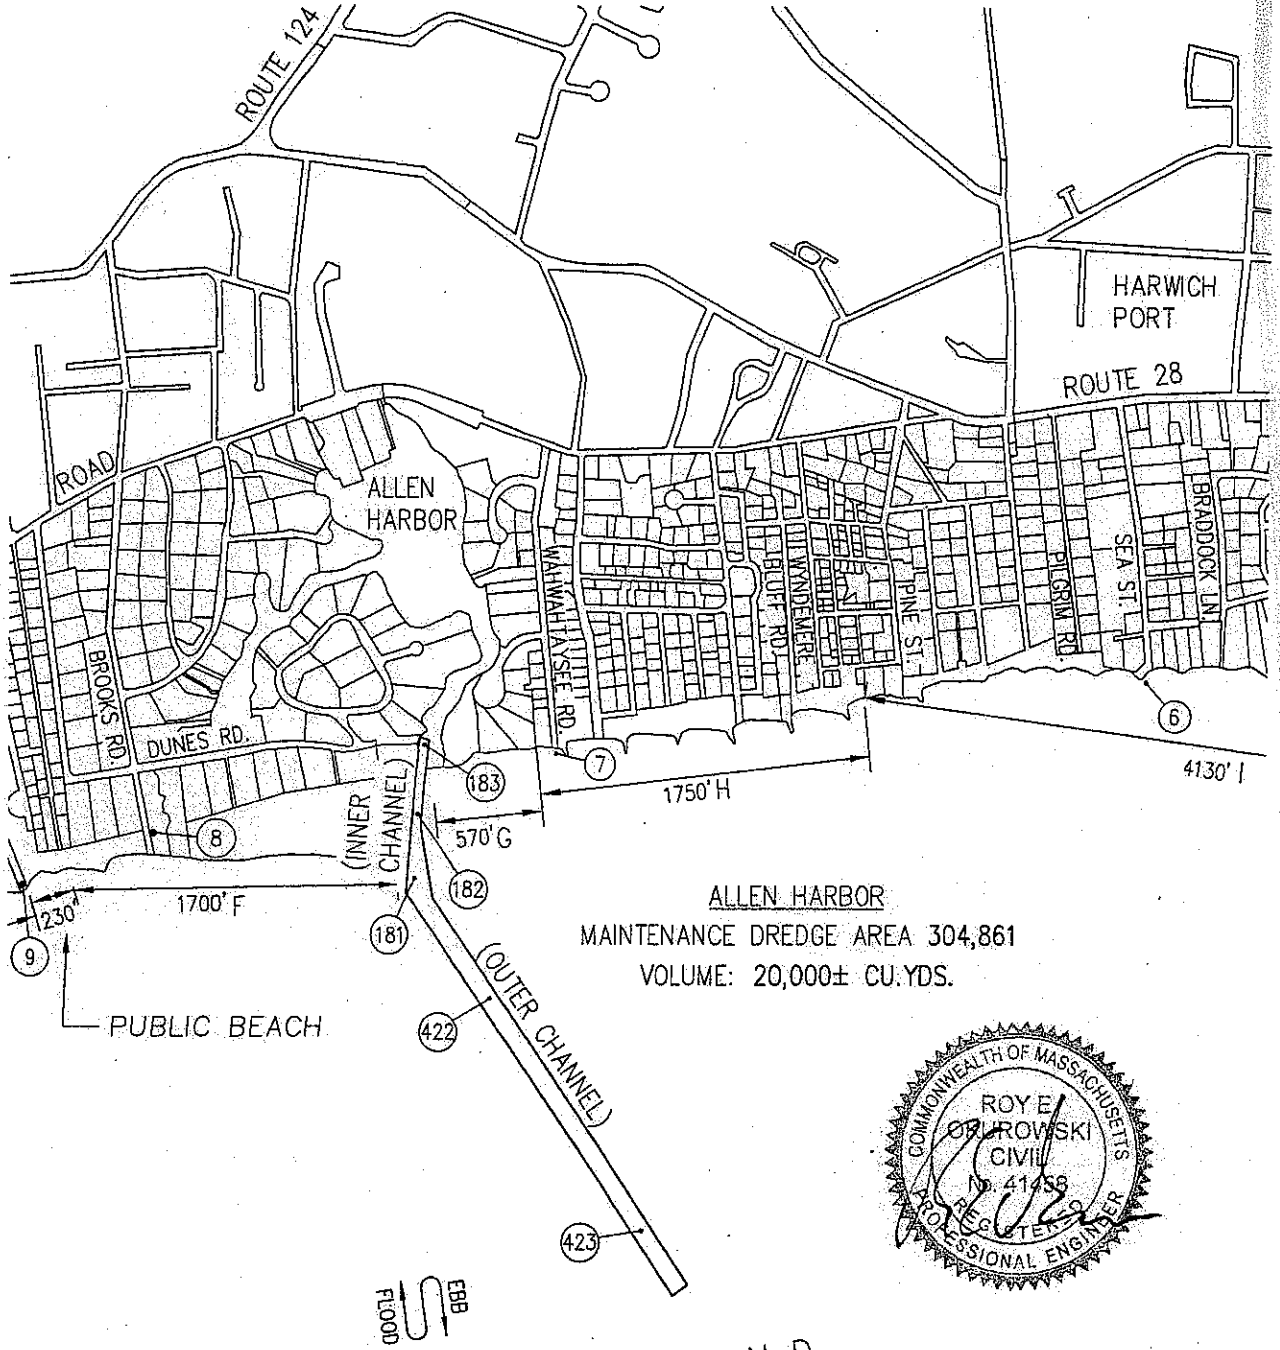 ROUTE 124
HARWICH
PORT
ROUTE 28
ROAD
ALLEN
HARBOR
WAHWAHTAYSEE RD.
BLUFF RD.
WYNDEMERE
PINE ST.
PILGRIM RD.
SEA ST.
BRADDOCK LN.
BROOKS RD.
DUNES RD.
6
7
183
1750' H
4130' I
(INNER
CHANNEL)
570' G
8
182
1700' F
230'
181
9
ALLEN HARBOR
MAINTENANCE DREDGE AREA 304,861
VOLUME: 20,000± CU.YDS.
PUBLIC BEACH
(OUTER CHANNEL)
422
423
COMMONWEALTH OF MASSACHUSETTS
ROY E.
OKUROWSKI
CIVIL
REGISTERED
PROFESSIONAL ENGINEER
FLOOD
EBB